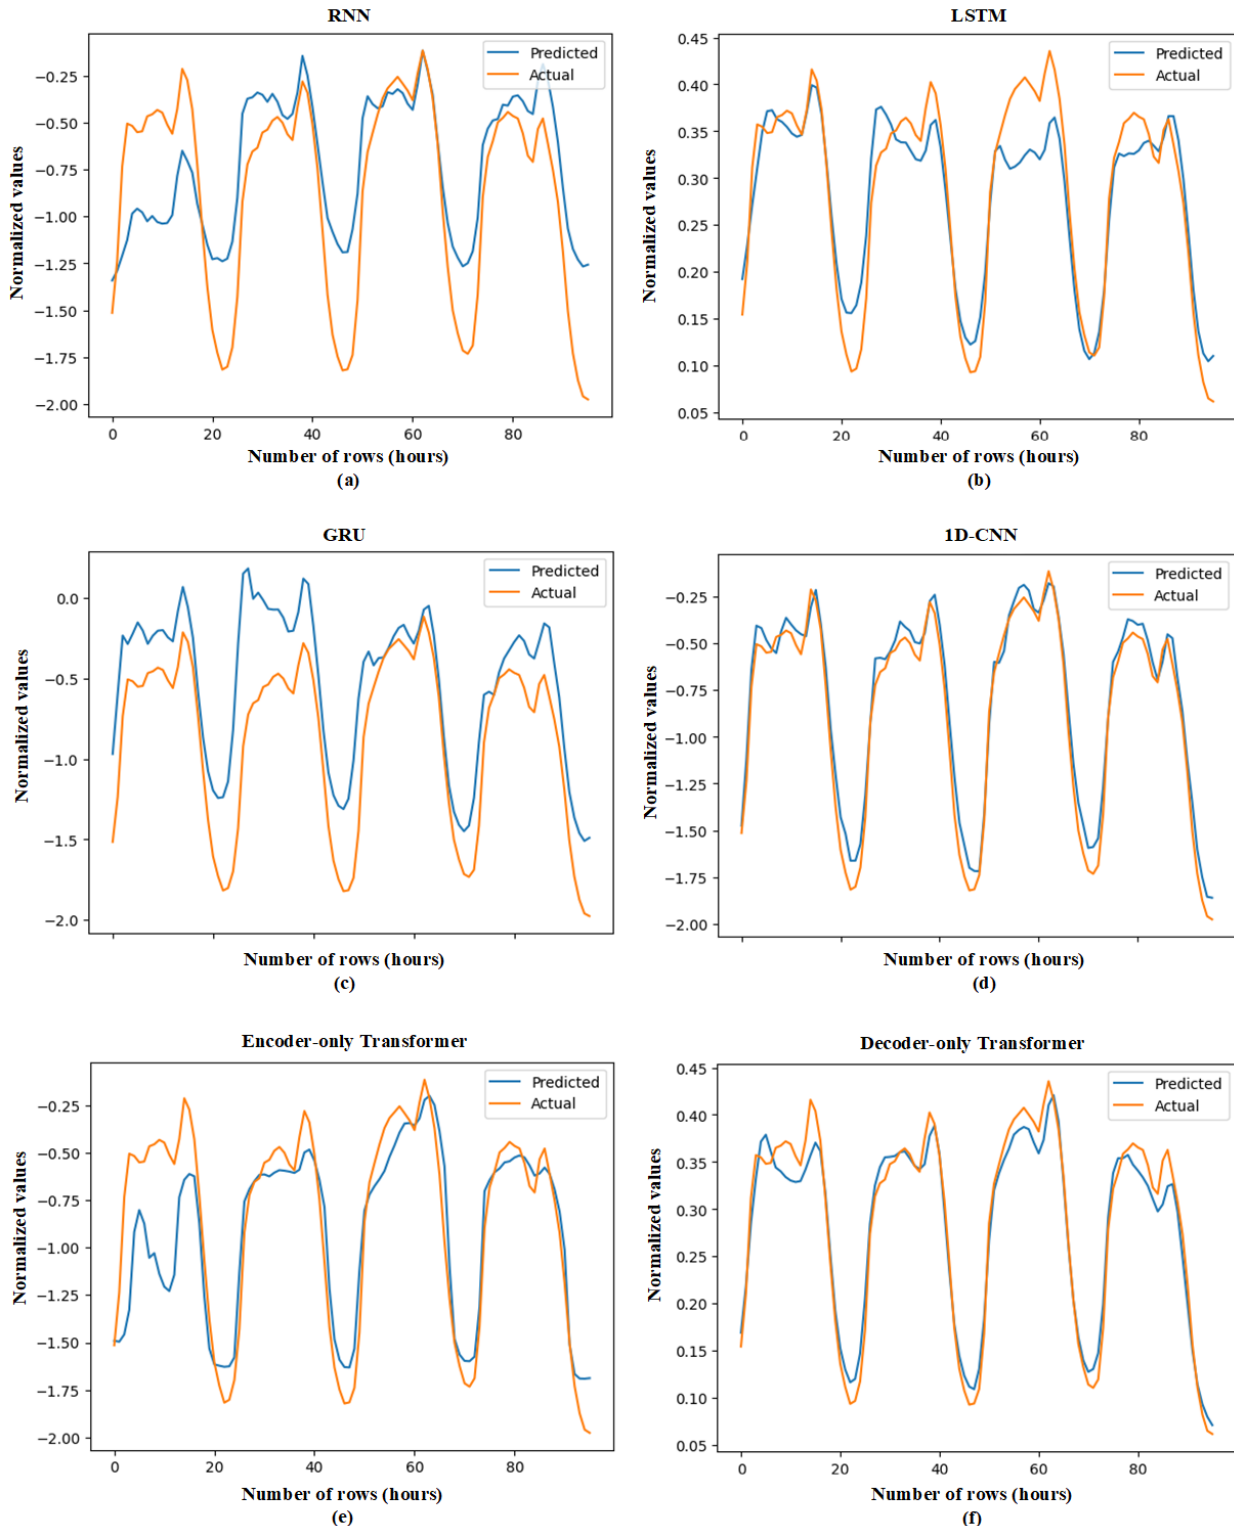 RNN
Predicted
Actual
−0.25
−0.50
−0.75
−1.00
−1.25
−1.50
−1.75
−2.00
Normalized values
0 20 40 60 80
Number of rows (hours)
(a)
LSTM
Predicted
Actual
0.45
0.40
0.35
0.30
0.25
0.20
0.15
0.10
0.05
Normalized values
0 20 40 60 80
Number of rows (hours)
(b)
GRU
Predicted
Actual
0.0
−0.5
−1.0
−1.5
−2.0
Normalized values
Number of rows (hours)
(c)
1D-CNN
Predicted
Actual
−0.25
−0.50
−0.75
−1.00
−1.25
−1.50
−1.75
−2.00
Normalized values
Number of rows (hours)
(d)
Encoder-only Transformer
Predicted
Actual
−0.25
−0.50
−0.75
−1.00
−1.25
−1.50
−1.75
−2.00
Normalized values
0 20 40 60 80
Number of rows (hours)
(e)
Decoder-only Transformer
Predicted
Actual
0.45
0.40
0.35
0.30
0.25
0.20
0.15
0.10
0.05
Normalized values
0 20 40 60 80
Number of rows (hours)
(f)